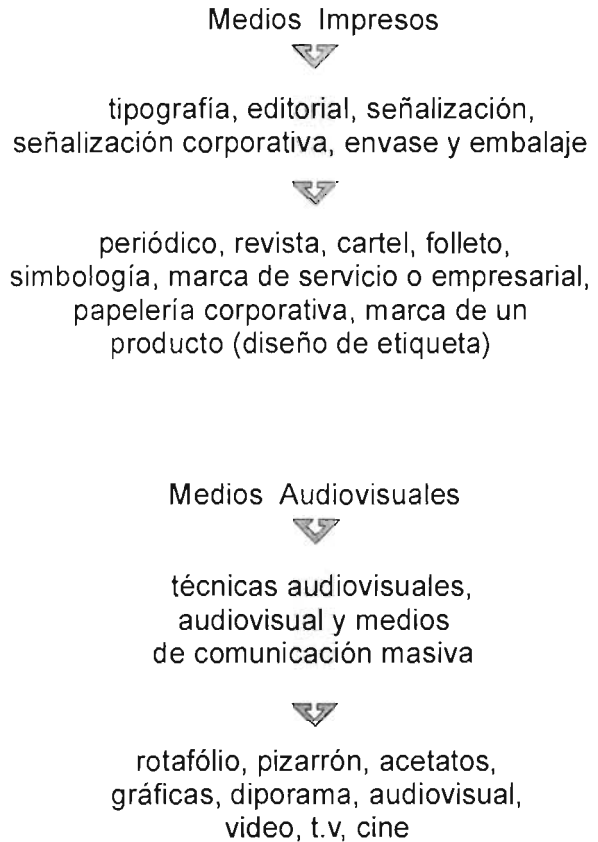 Medios Impresos
tipografía, editorial, señalización,
señalización corporativa, envase y embalaje
periódico, revista, cartel, folleto,
simbología, marca de servicio o empresarial,
papelería corporativa, marca de un
producto (diseño de etiqueta)
Medios Audiovisuales
técnicas audiovisuales,
audiovisual y medios
de comunicación masiva
rotafólio, pizarrón, acetatos,
gráficas, diporama, audiovisual,
video, t.v, cine